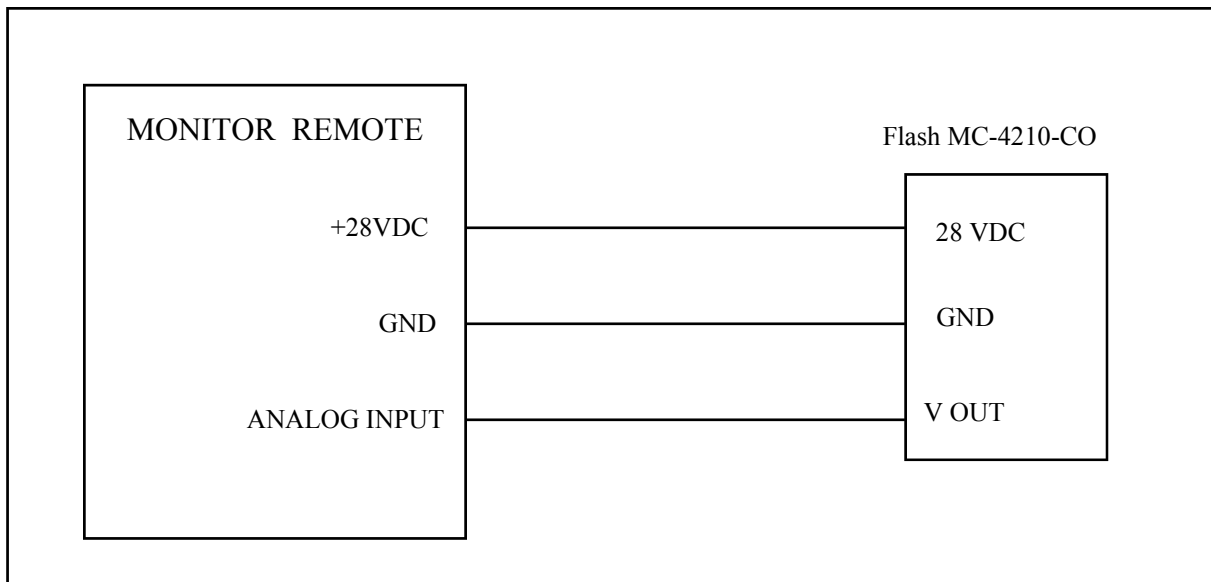 MONITOR REMOTE
Flash MC-4210-CO
+28VDC
28 VDC
GND
GND
ANALOG INPUT
V OUT